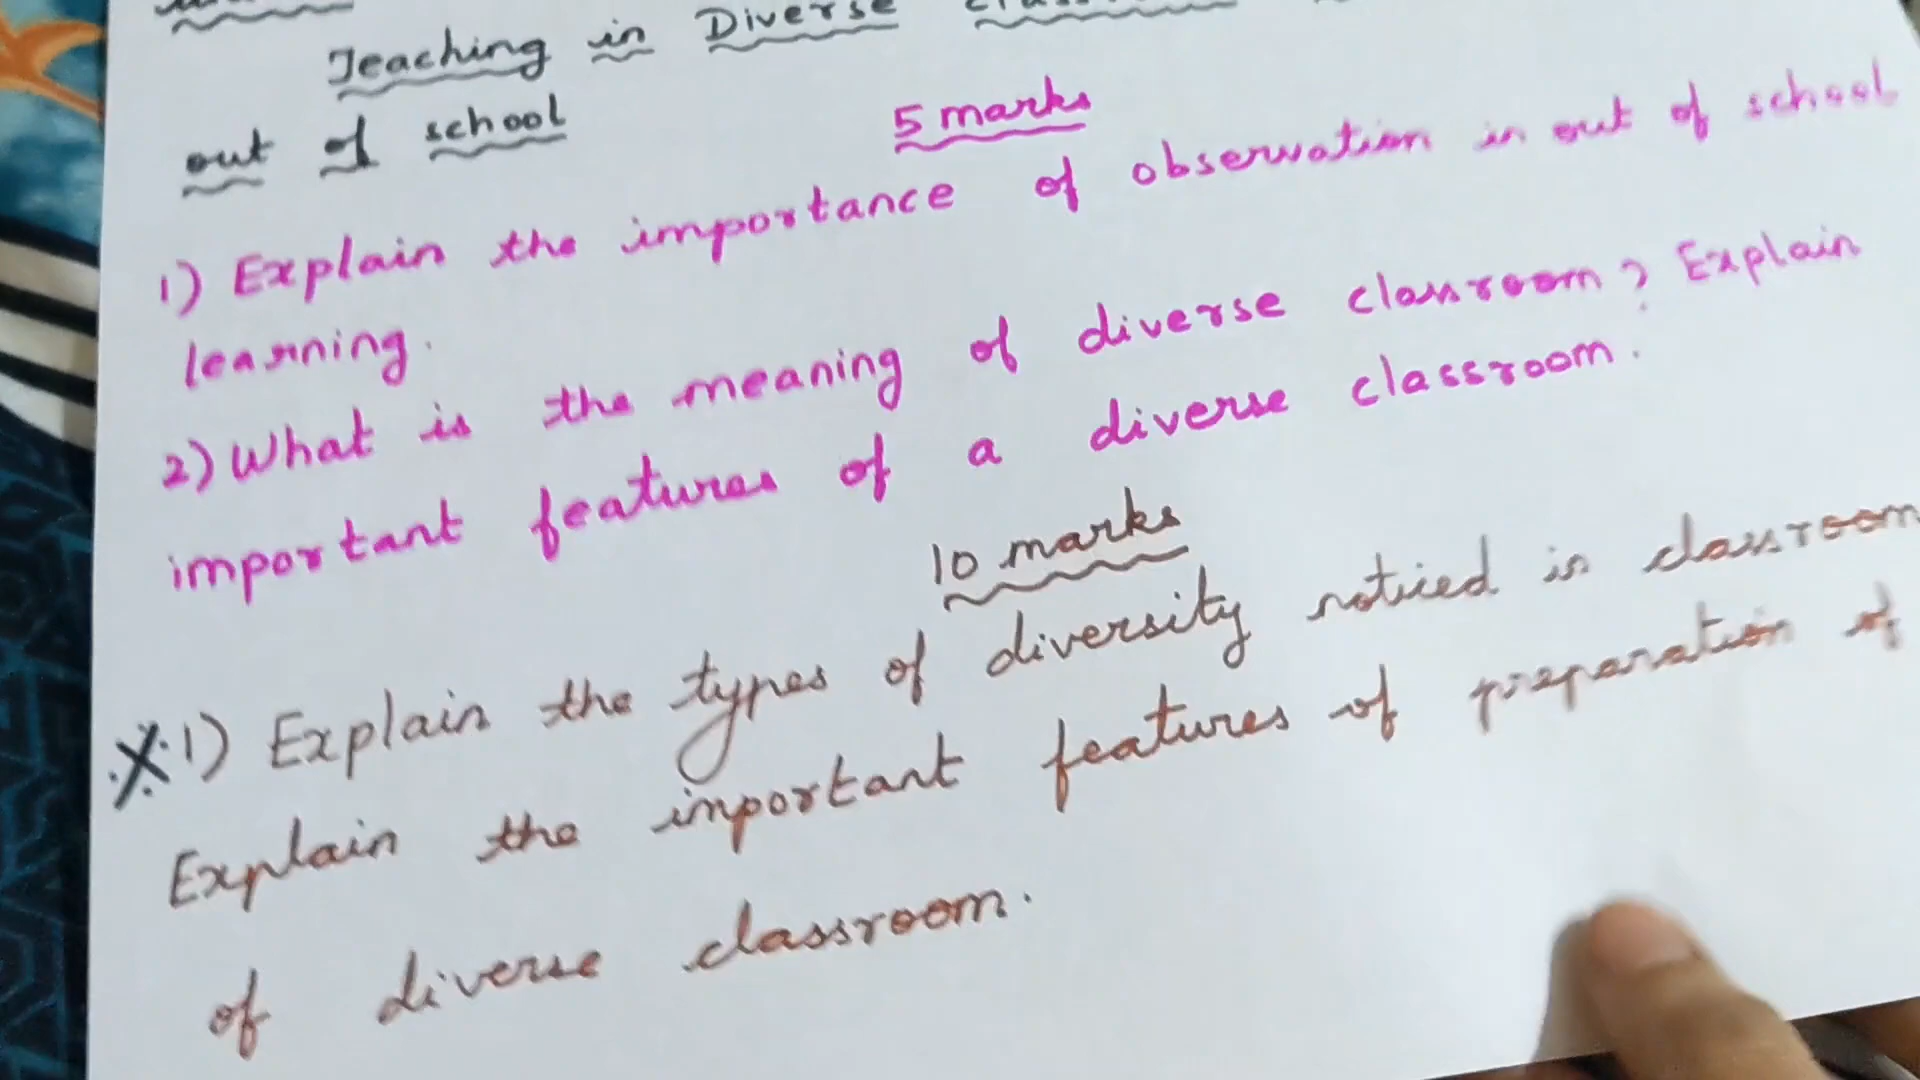 Teaching in Diverse
out of school
5 marks
1) Explain the importance of observation in out of school
learning.
2) What is the meaning of diverse classroom? Explain
important features of a diverse classroom.
10 marks
1) Explain the types of diversity noticed in classroom
Explain the important features of preparation of
of diverse classroom.